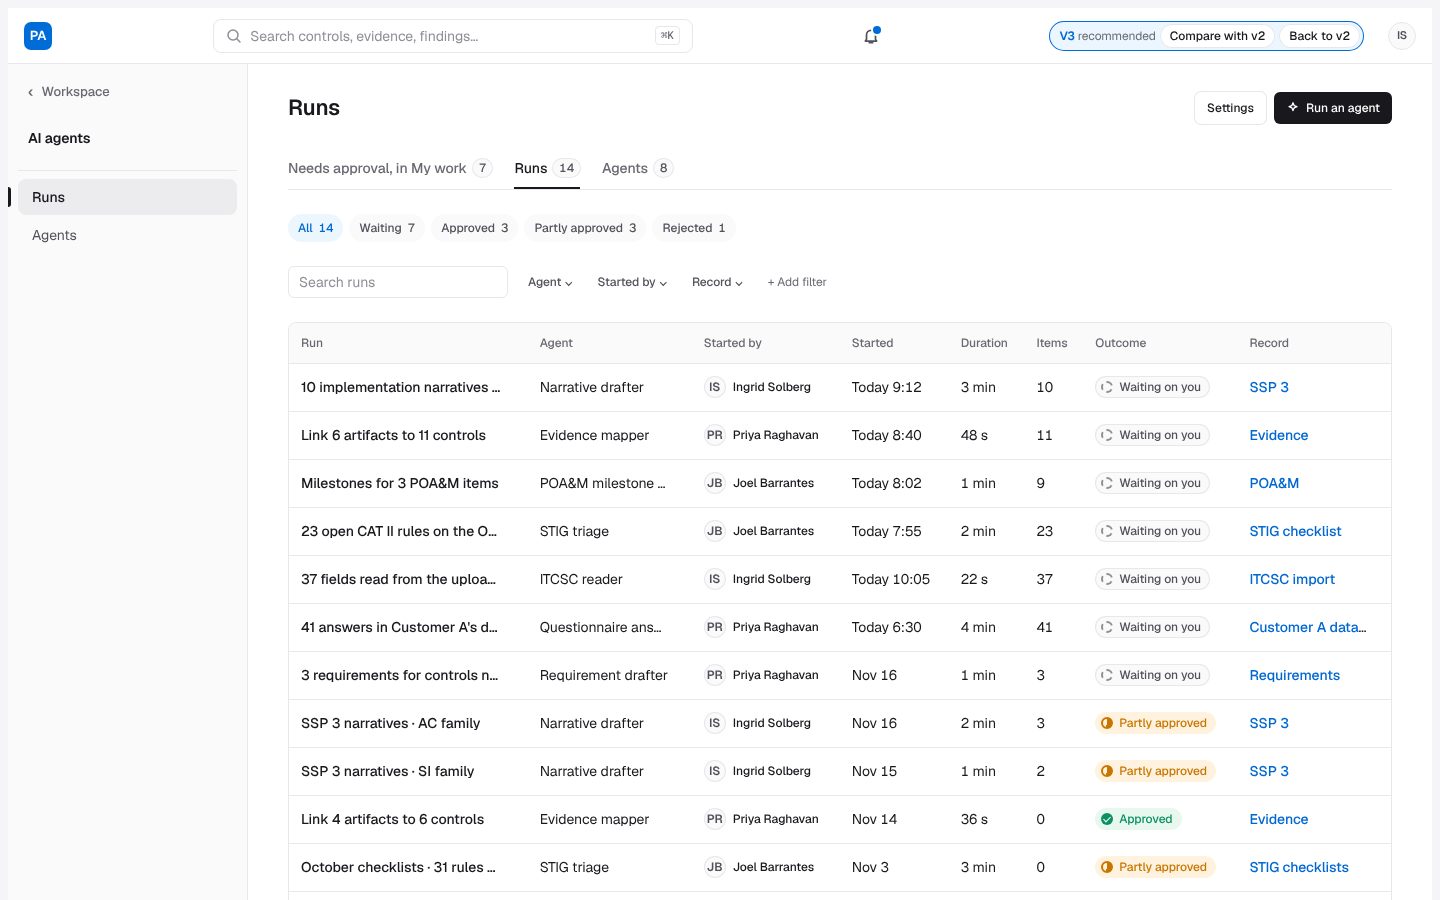 PA
Search controls, evidence, findings... ⌘K
V3 recommended Compare with v2 Back to v2 IS
‹ Workspace
AI agents
Runs
Agents
Runs
Settings Run an agent
Needs approval, in My work 7 Runs 14 Agents 8
All 14 Waiting 7 Approved 3 Partly approved 3 Rejected 1
Search runs Agent Started by Record + Add filter
Run Agent Started by Started Duration Items Outcome Record
10 implementation narratives ... Narrative drafter IS Ingrid Solberg Today 9:12 3 min 10 Waiting on you SSP 3
Link 6 artifacts to 11 controls Evidence mapper PR Priya Raghavan Today 8:40 48 s 11 Waiting on you Evidence
Milestones for 3 POA&M items POA&M milestone ... JB Joel Barrantes Today 8:02 1 min 9 Waiting on you POA&M
23 open CAT II rules on the O... STIG triage JB Joel Barrantes Today 7:55 2 min 23 Waiting on you STIG checklist
37 fields read from the uploa... ITCSC reader IS Ingrid Solberg Today 10:05 22 s 37 Waiting on you ITCSC import
41 answers in Customer A's d... Questionnaire ans... PR Priya Raghavan Today 6:30 4 min 41 Waiting on you Customer A data...
3 requirements for controls n... Requirement drafter PR Priya Raghavan Nov 16 1 min 3 Waiting on you Requirements
SSP 3 narratives · AC family Narrative drafter IS Ingrid Solberg Nov 16 2 min 3 Partly approved SSP 3
SSP 3 narratives · SI family Narrative drafter IS Ingrid Solberg Nov 15 1 min 2 Partly approved SSP 3
Link 4 artifacts to 6 controls Evidence mapper PR Priya Raghavan Nov 14 36 s 0 Approved Evidence
October checklists · 31 rules ... STIG triage JB Joel Barrantes Nov 3 3 min 0 Partly approved STIG checklists